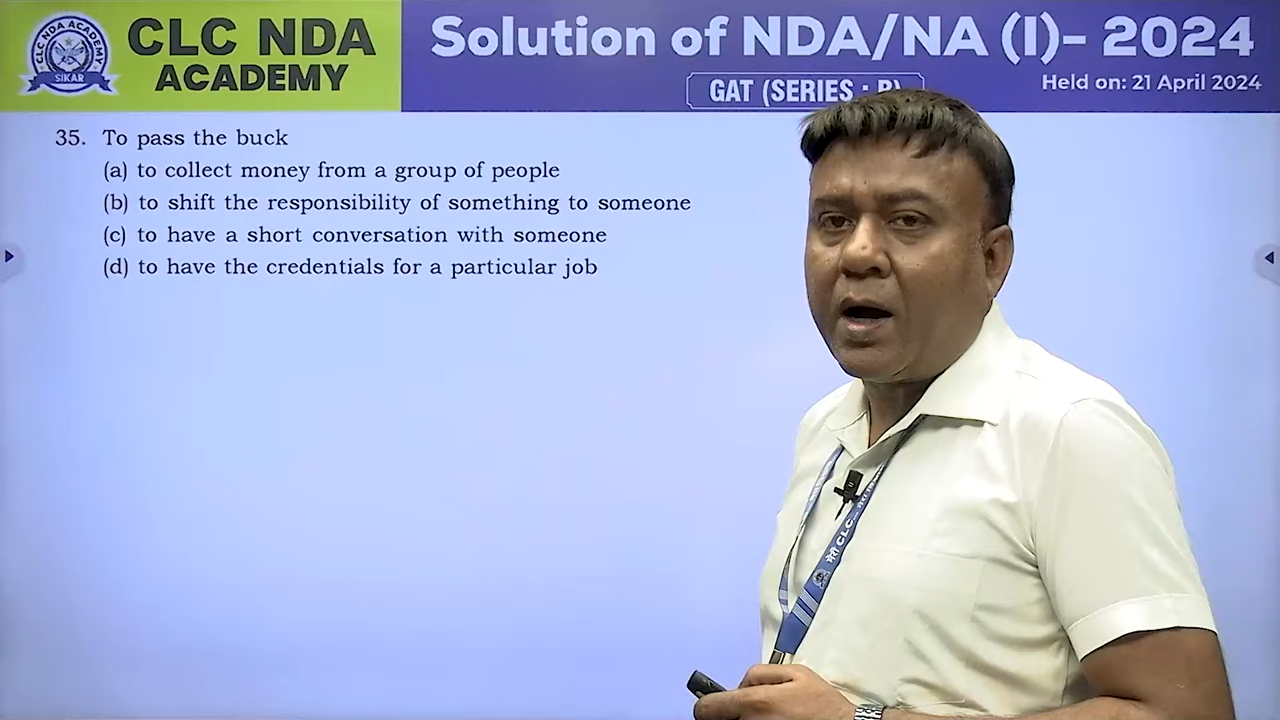 CLC NDA ACADEMY
SIKAR
CLC NDA
ACADEMY
Solution of NDA/NA (I)- 2024
GAT (SERIES : B)
Held on: 21 April 2024
35. To pass the buck
(a) to collect money from a group of people
(b) to shift the responsibility of something to someone
(c) to have a short conversation with someone
(d) to have the credentials for a particular job
CLC